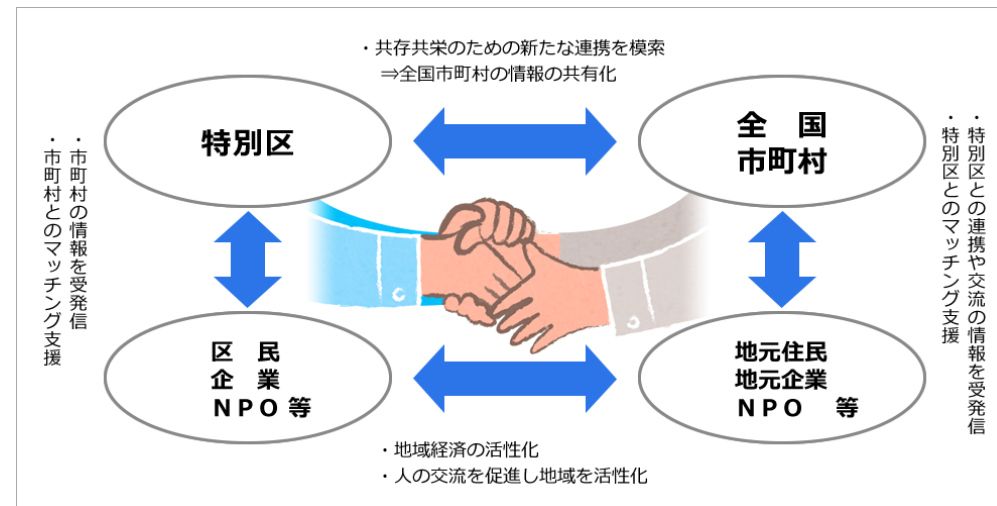 ・共存共栄のための新たな連携を模索
⇒全国市町村の情報の共有化
特別区
全　国
市町村
・市町村の情報を受発信
・市町村とのマッチング支援
・特別区との連携や交流の情報を受発信
・特別区とのマッチング支援
区　民
企　業
ＮＰＯ 等
地元住民
地元企業
ＮＰＯ　等
・地域経済の活性化
・人の交流を促進し地域を活性化